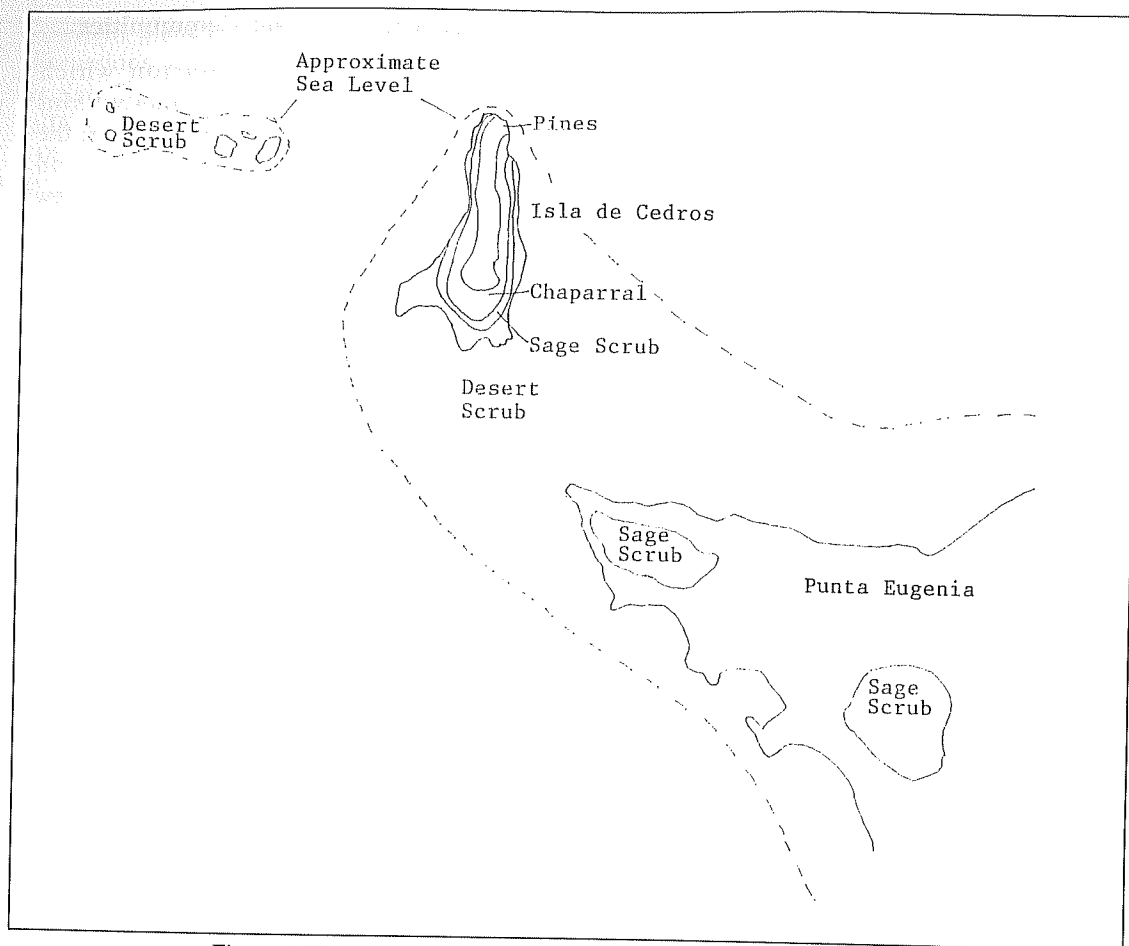 Approximate
Sea Level
Desert
Scrub
Pines
Isla de Cedros
Chaparral
Sage Scrub
Desert
Scrub
Sage
Scrub
Punta Eugenia
Sage
Scrub